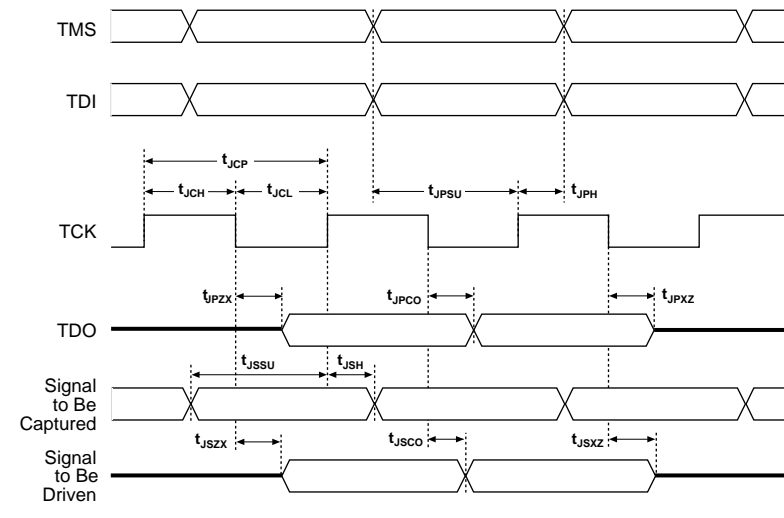 TMS
TDI
tJCP
tJCH
tJCL
tJPSU
tJPH
TCK
tJPZX
tJPCO
tJPXZ
TDO
tJSSU
tJSH
Signal
to Be
Captured
tJSZX
tJSCO
tJSXZ
Signal
to Be
Driven